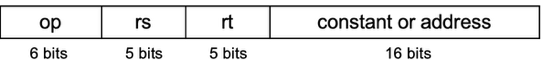 op rs rt constant or address
6 bits 5 bits 5 bits 16 bits